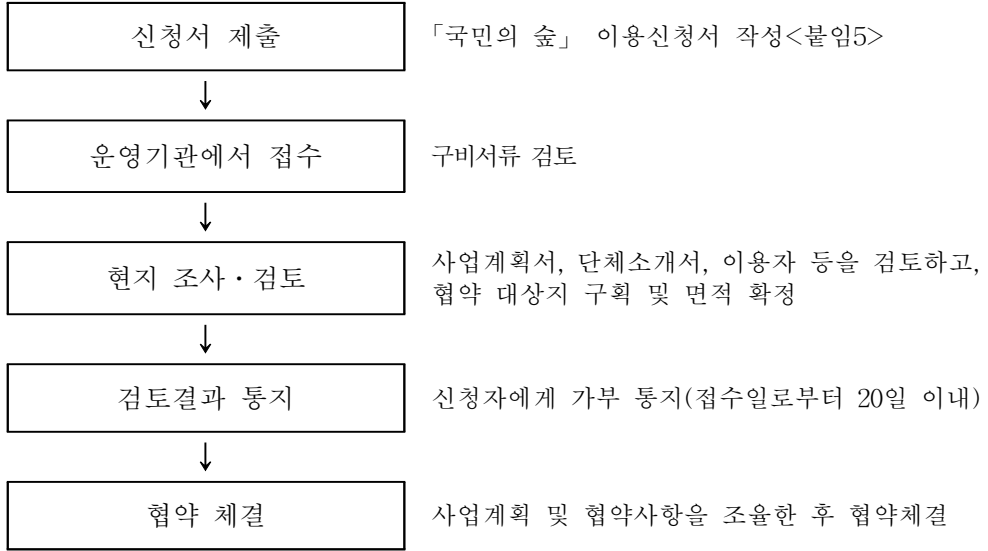 신청서 제출
「국민의 숲」 이용신청서 작성<붙임5>
↓
운영기관에서 접수
구비서류 검토
↓
현지 조사·검토
사업계획서, 단체소개서, 이용자 등을 검토하고,
협약 대상지 구획 및 면적 확정
↓
검토결과 통지
신청자에게 가부 통지(접수일로부터 20일 이내)
↓
협약 체결
사업계획 및 협약사항을 조율한 후 협약체결